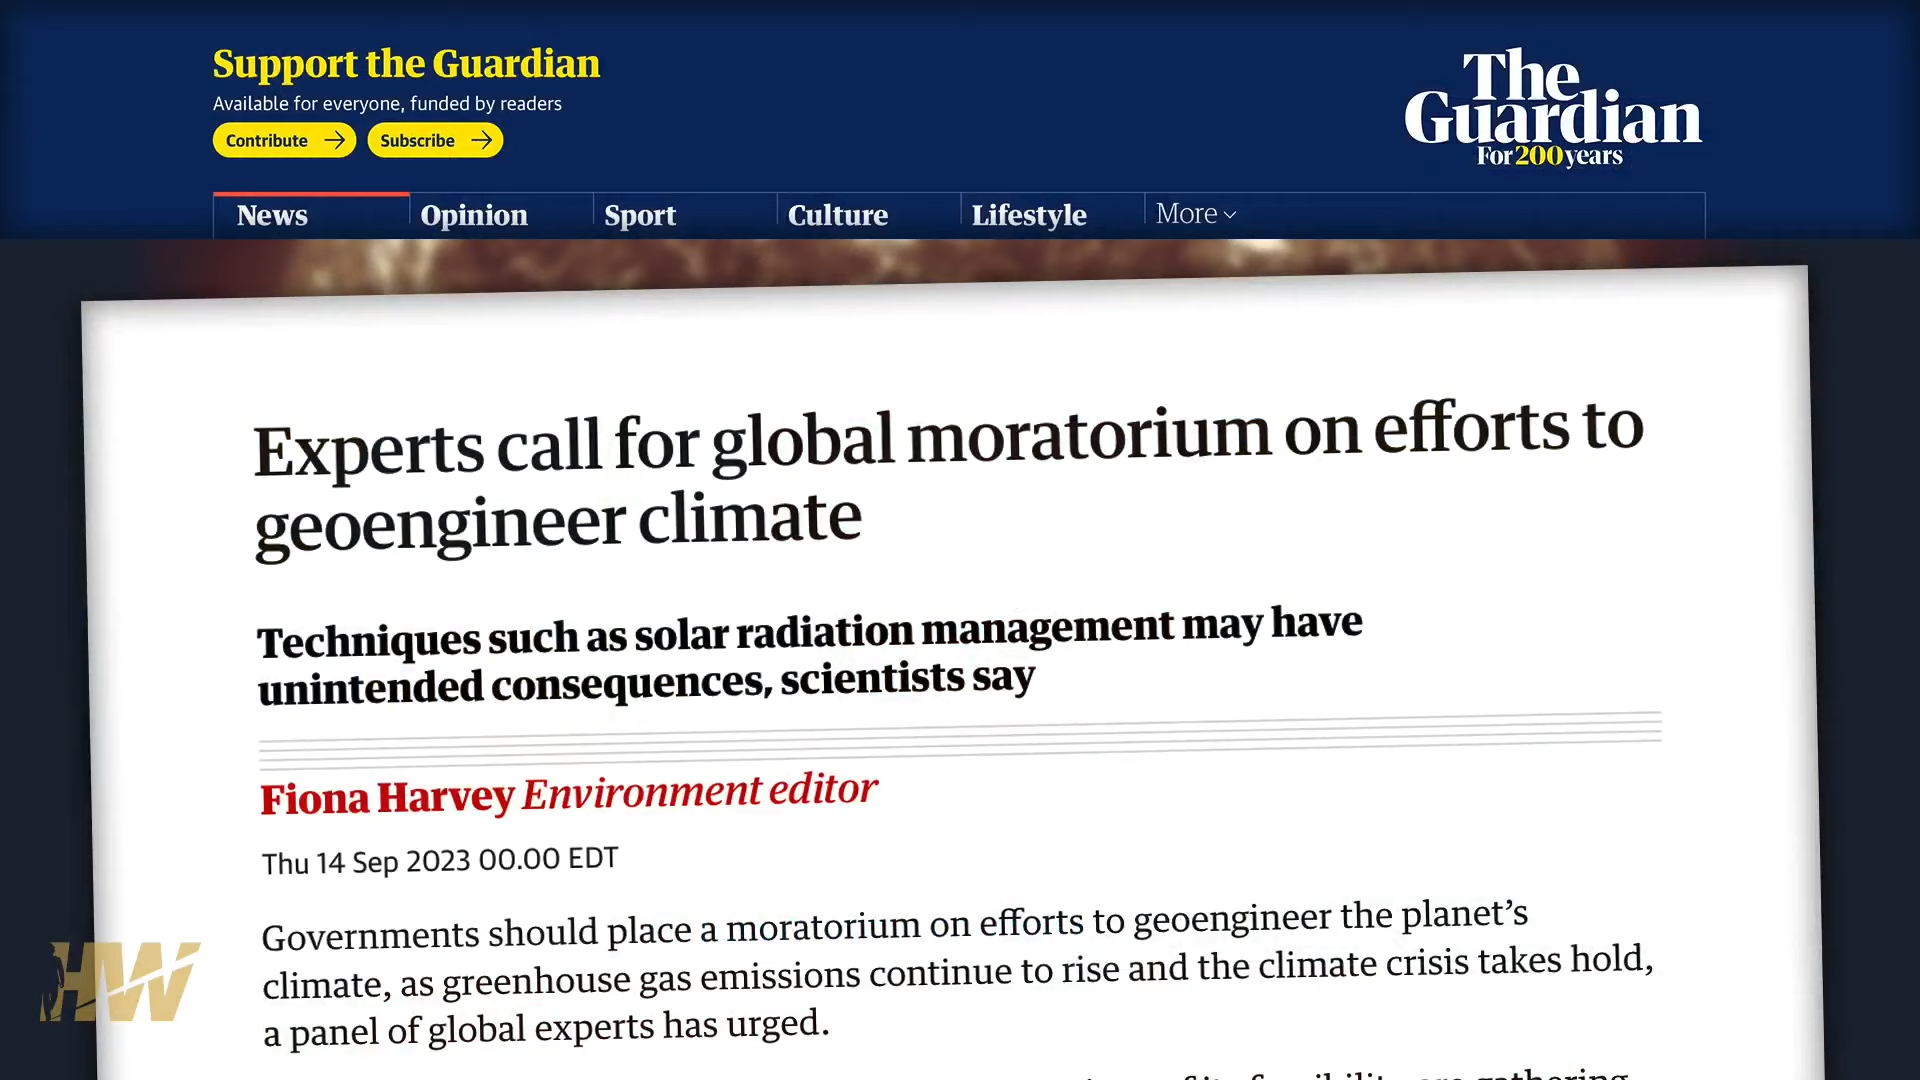 Support the Guardian
Available for everyone, funded by readers
Contribute → Subscribe →
The
Guardian
For 200 years
News Opinion Sport Culture Lifestyle More
Experts call for global moratorium on efforts to
geoengineer climate
Techniques such as solar radiation management may have
unintended consequences, scientists say
Fiona Harvey Environment editor
Thu 14 Sep 2023 00.00 EDT
Governments should place a moratorium on efforts to geoengineer the planet’s
climate, as greenhouse gas emissions continue to rise and the climate crisis takes hold,
a panel of global experts has urged.
gathering
HW